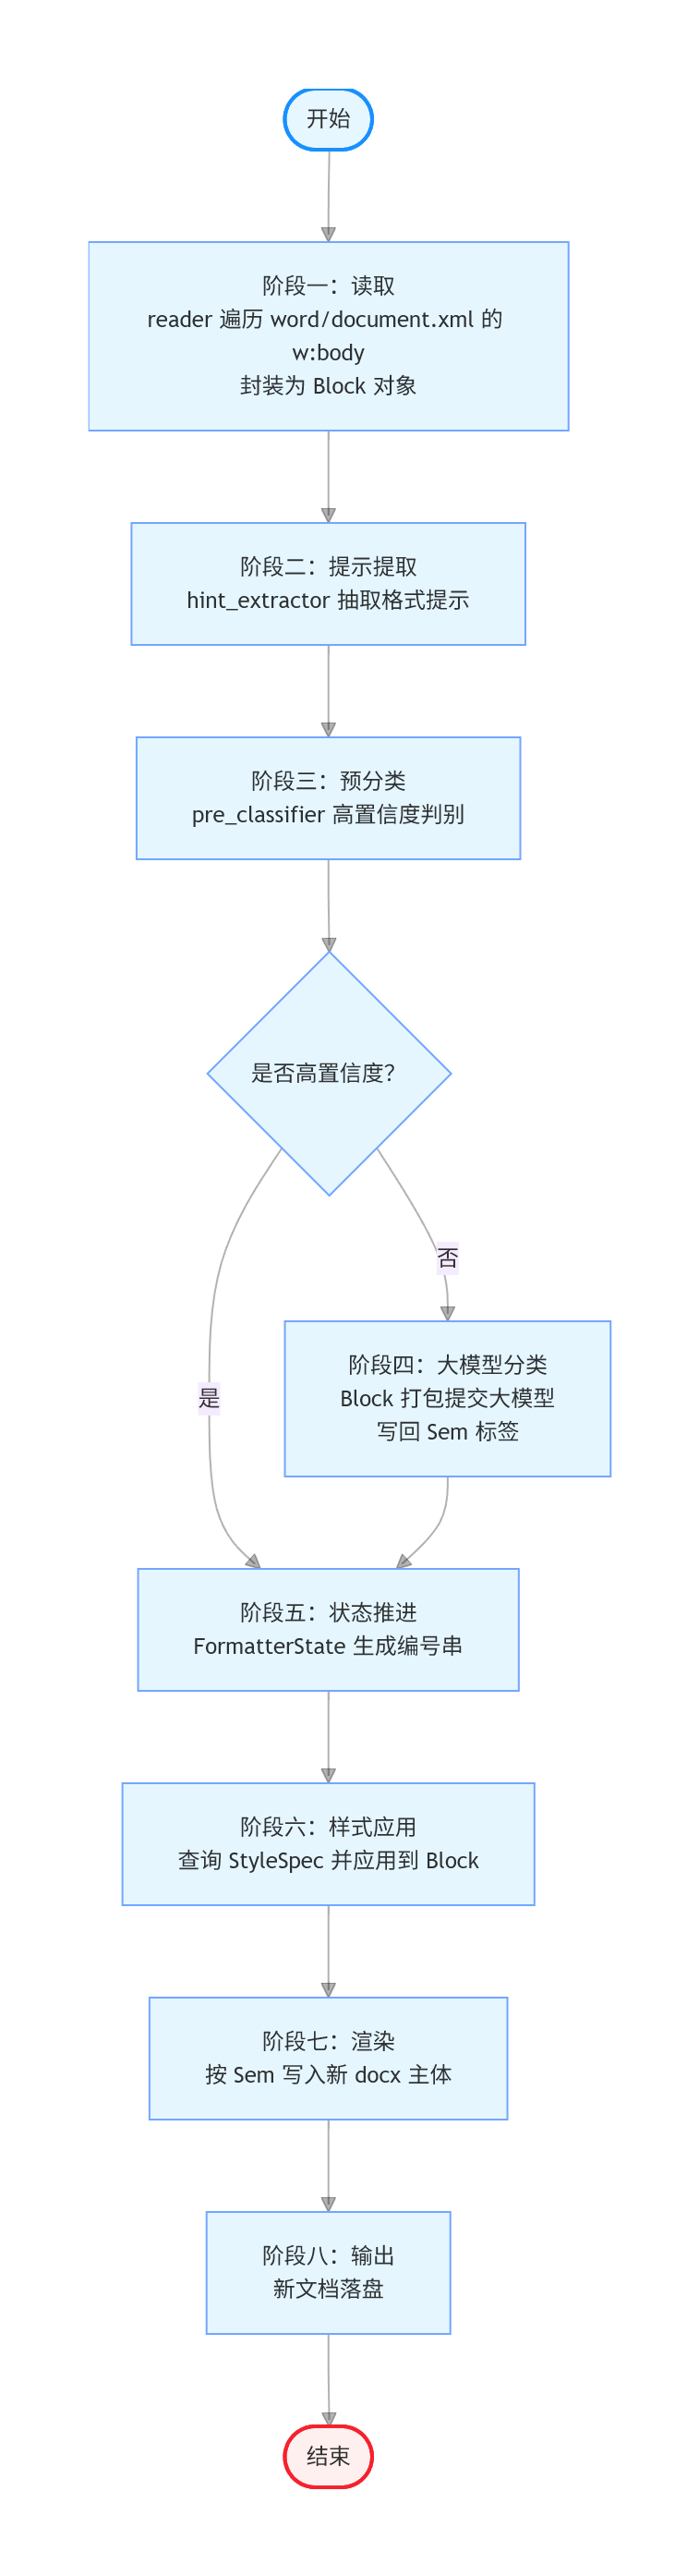 开始
阶段一：读取
reader 遍历 word/document.xml 的
w:body
封装为 Block 对象
阶段二：提示提取
hint_extractor 抽取格式提示
阶段三：预分类
pre_classifier 高置信度判别
是否高置信度？
否
阶段四：大模型分类
Block 打包提交大模型
写回 Sem 标签
是
阶段五：状态推进
FormatterState 生成编号串
阶段六：样式应用
查询 StyleSpec 并应用到 Block
阶段七：渲染
按 Sem 写入新 docx 主体
阶段八：输出
新文档落盘
结束